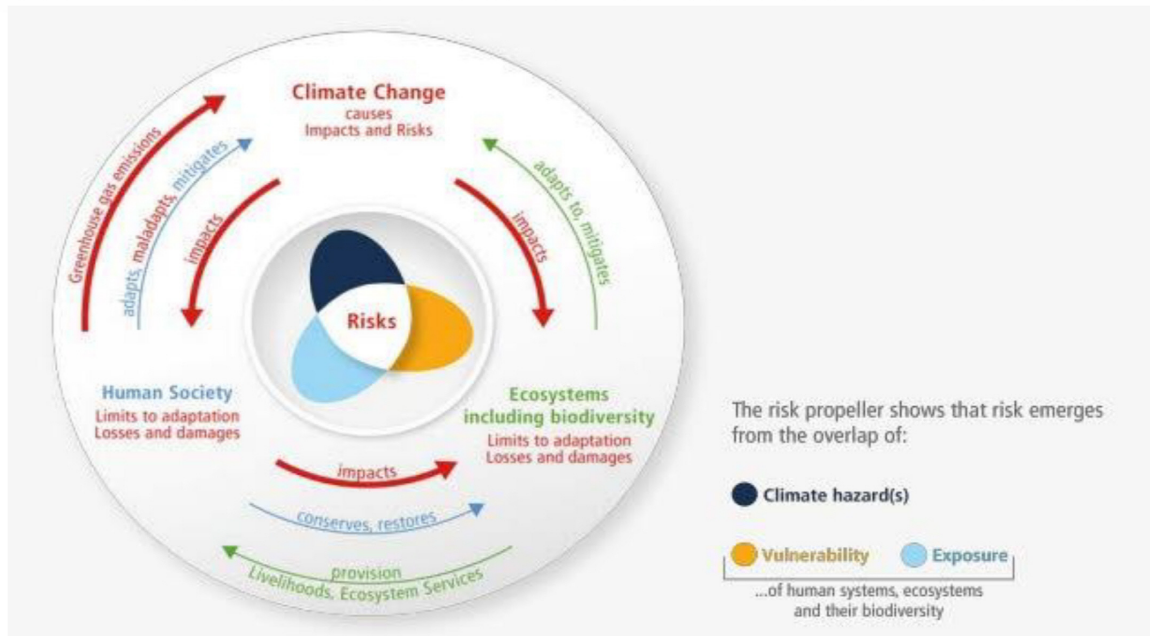 Climate Change
causes
Impacts and Risks
Greenhouse gas emissions
adapts, maladapts, mitigates
impacts
impacts
adapts to, mitigates
Risks
Human Society
Limits to adaptation
Losses and damages
Ecosystems
including biodiversity
Limits to adaptation
Losses and damages
impacts
conserves, restores
provision
Livelihoods, Ecosystem Services
The risk propeller shows that risk emerges
from the overlap of:
Climate hazard(s)
Vulnerability Exposure
...of human systems, ecosystems
and their biodiversity